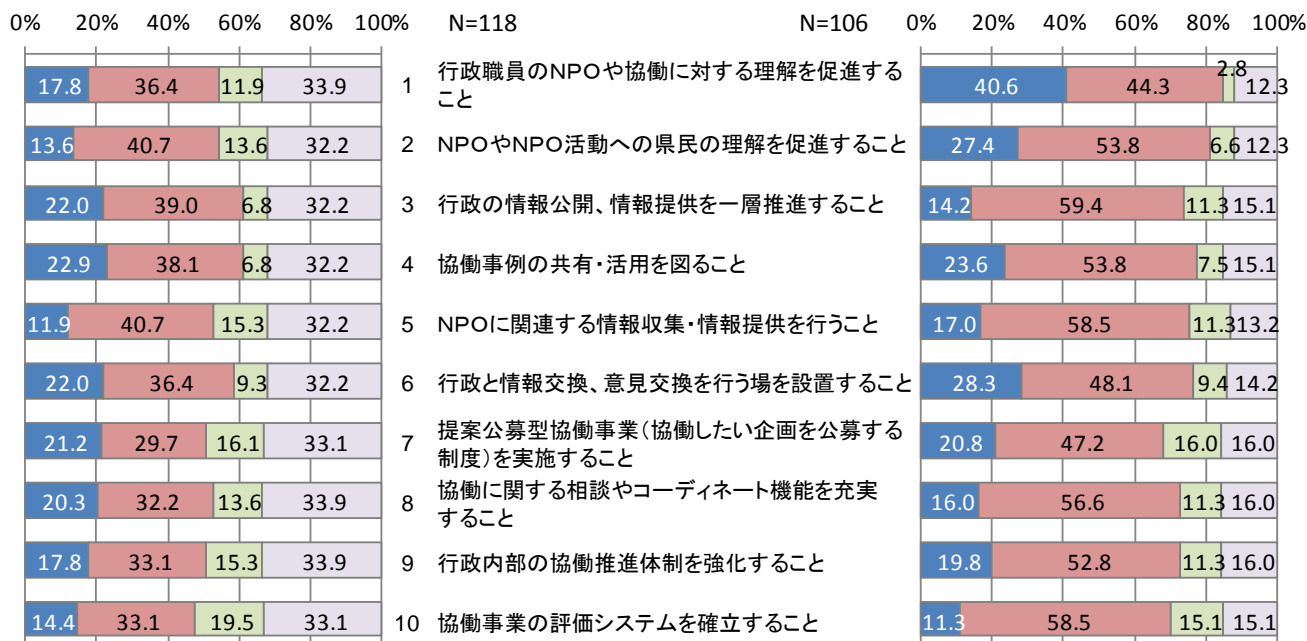 0% 20% 40% 60% 80% 100% N=118 N=106 0% 20% 40% 60% 80% 100%
17.8 36.4 11.9 33.9 1 行政職員のNPOや協働に対する理解を促進する
こと 40.6 44.3 2.8 12.3
13.6 40.7 13.6 32.2 2 NPOやNPO活動への県民の理解を促進すること 27.4 53.8 6.6 12.3
22.0 39.0 6.8 32.2 3 行政の情報公開、情報提供を一層推進すること 14.2 59.4 11.3 15.1
22.9 38.1 6.8 32.2 4 協働事例の共有・活用を図ること 23.6 53.8 7.5 15.1
11.9 40.7 15.3 32.2 5 NPOに関連する情報収集・情報提供を行うこと 17.0 58.5 11.3 13.2
22.0 36.4 9.3 32.2 6 行政と情報交換、意見交換を行う場を設置すること 28.3 48.1 9.4 14.2
21.2 29.7 16.1 33.1 7 提案公募型協働事業(協働したい企画を公募する
制度)を実施すること 20.8 47.2 16.0 16.0
20.3 32.2 13.6 33.9 8 協働に関する相談やコーディネート機能を充実
すること 16.0 56.6 11.3 16.0
17.8 33.1 15.3 33.9 9 行政内部の協働推進体制を強化すること 19.8 52.8 11.3 16.0
14.4 33.1 19.5 33.1 10 協働事業の評価システムを確立すること 11.3 58.5 15.1 15.1